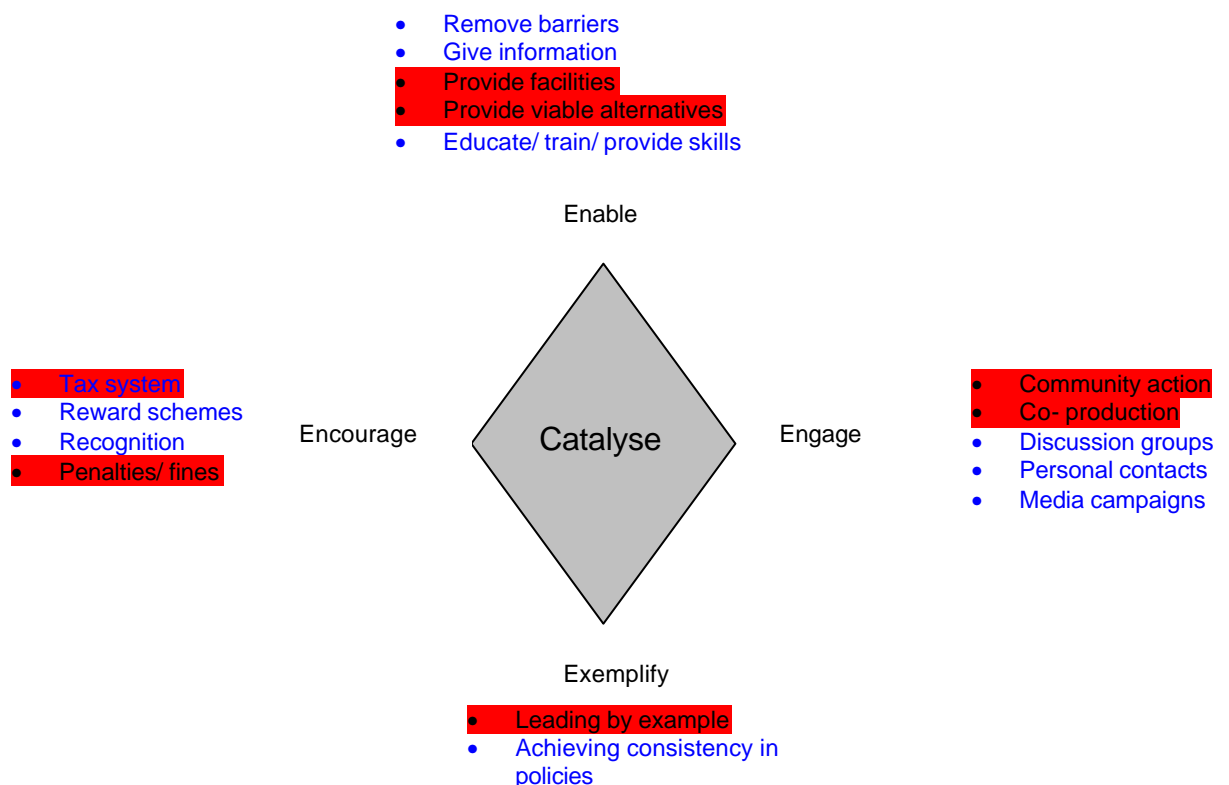 • Remove barriers
• Give information
• Provide facilities
• Provide viable alternatives
• Educate/ train/ provide skills
Enable
• Tax system
• Reward schemes
• Recognition
• Penalties/ fines
Encourage
Catalyse
Engage
• Community action
• Co- production
• Discussion groups
• Personal contacts
• Media campaigns
Exemplify
• Leading by example
• Achieving consistency in
policies